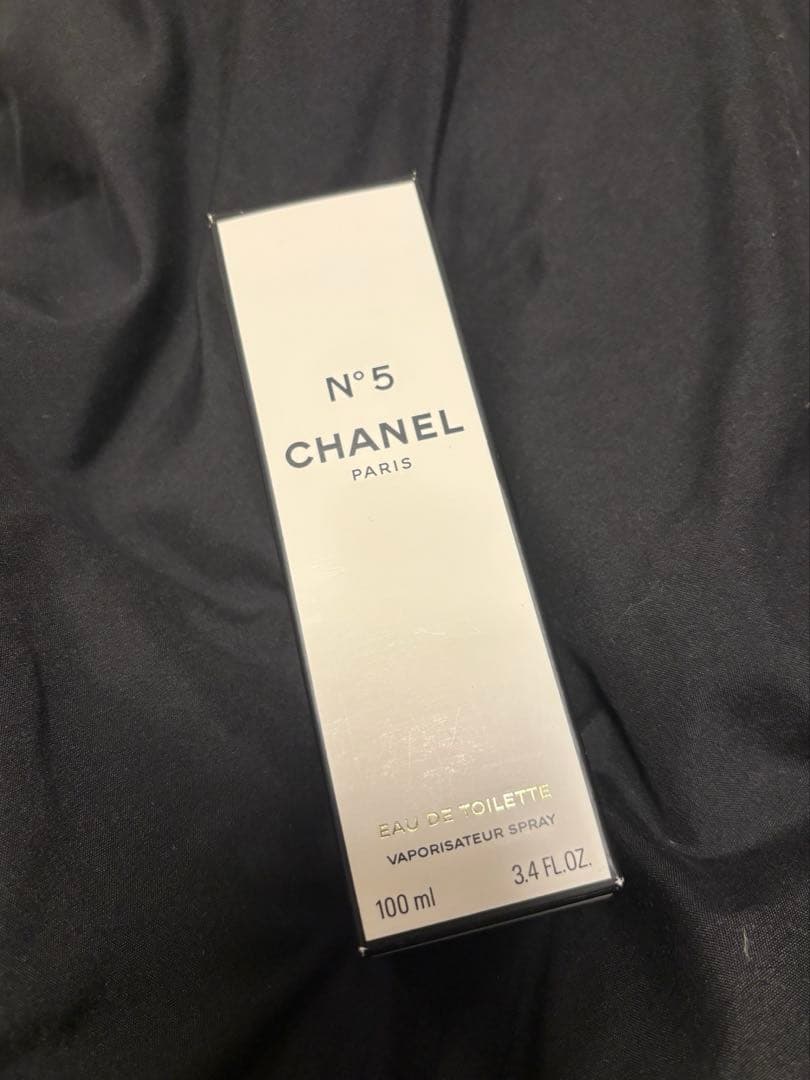 N°5
CHANEL
PARIS
EAU DE TOILETTE
VAPORISATEUR SPRAY
100 ml 3.4 FL.OZ.